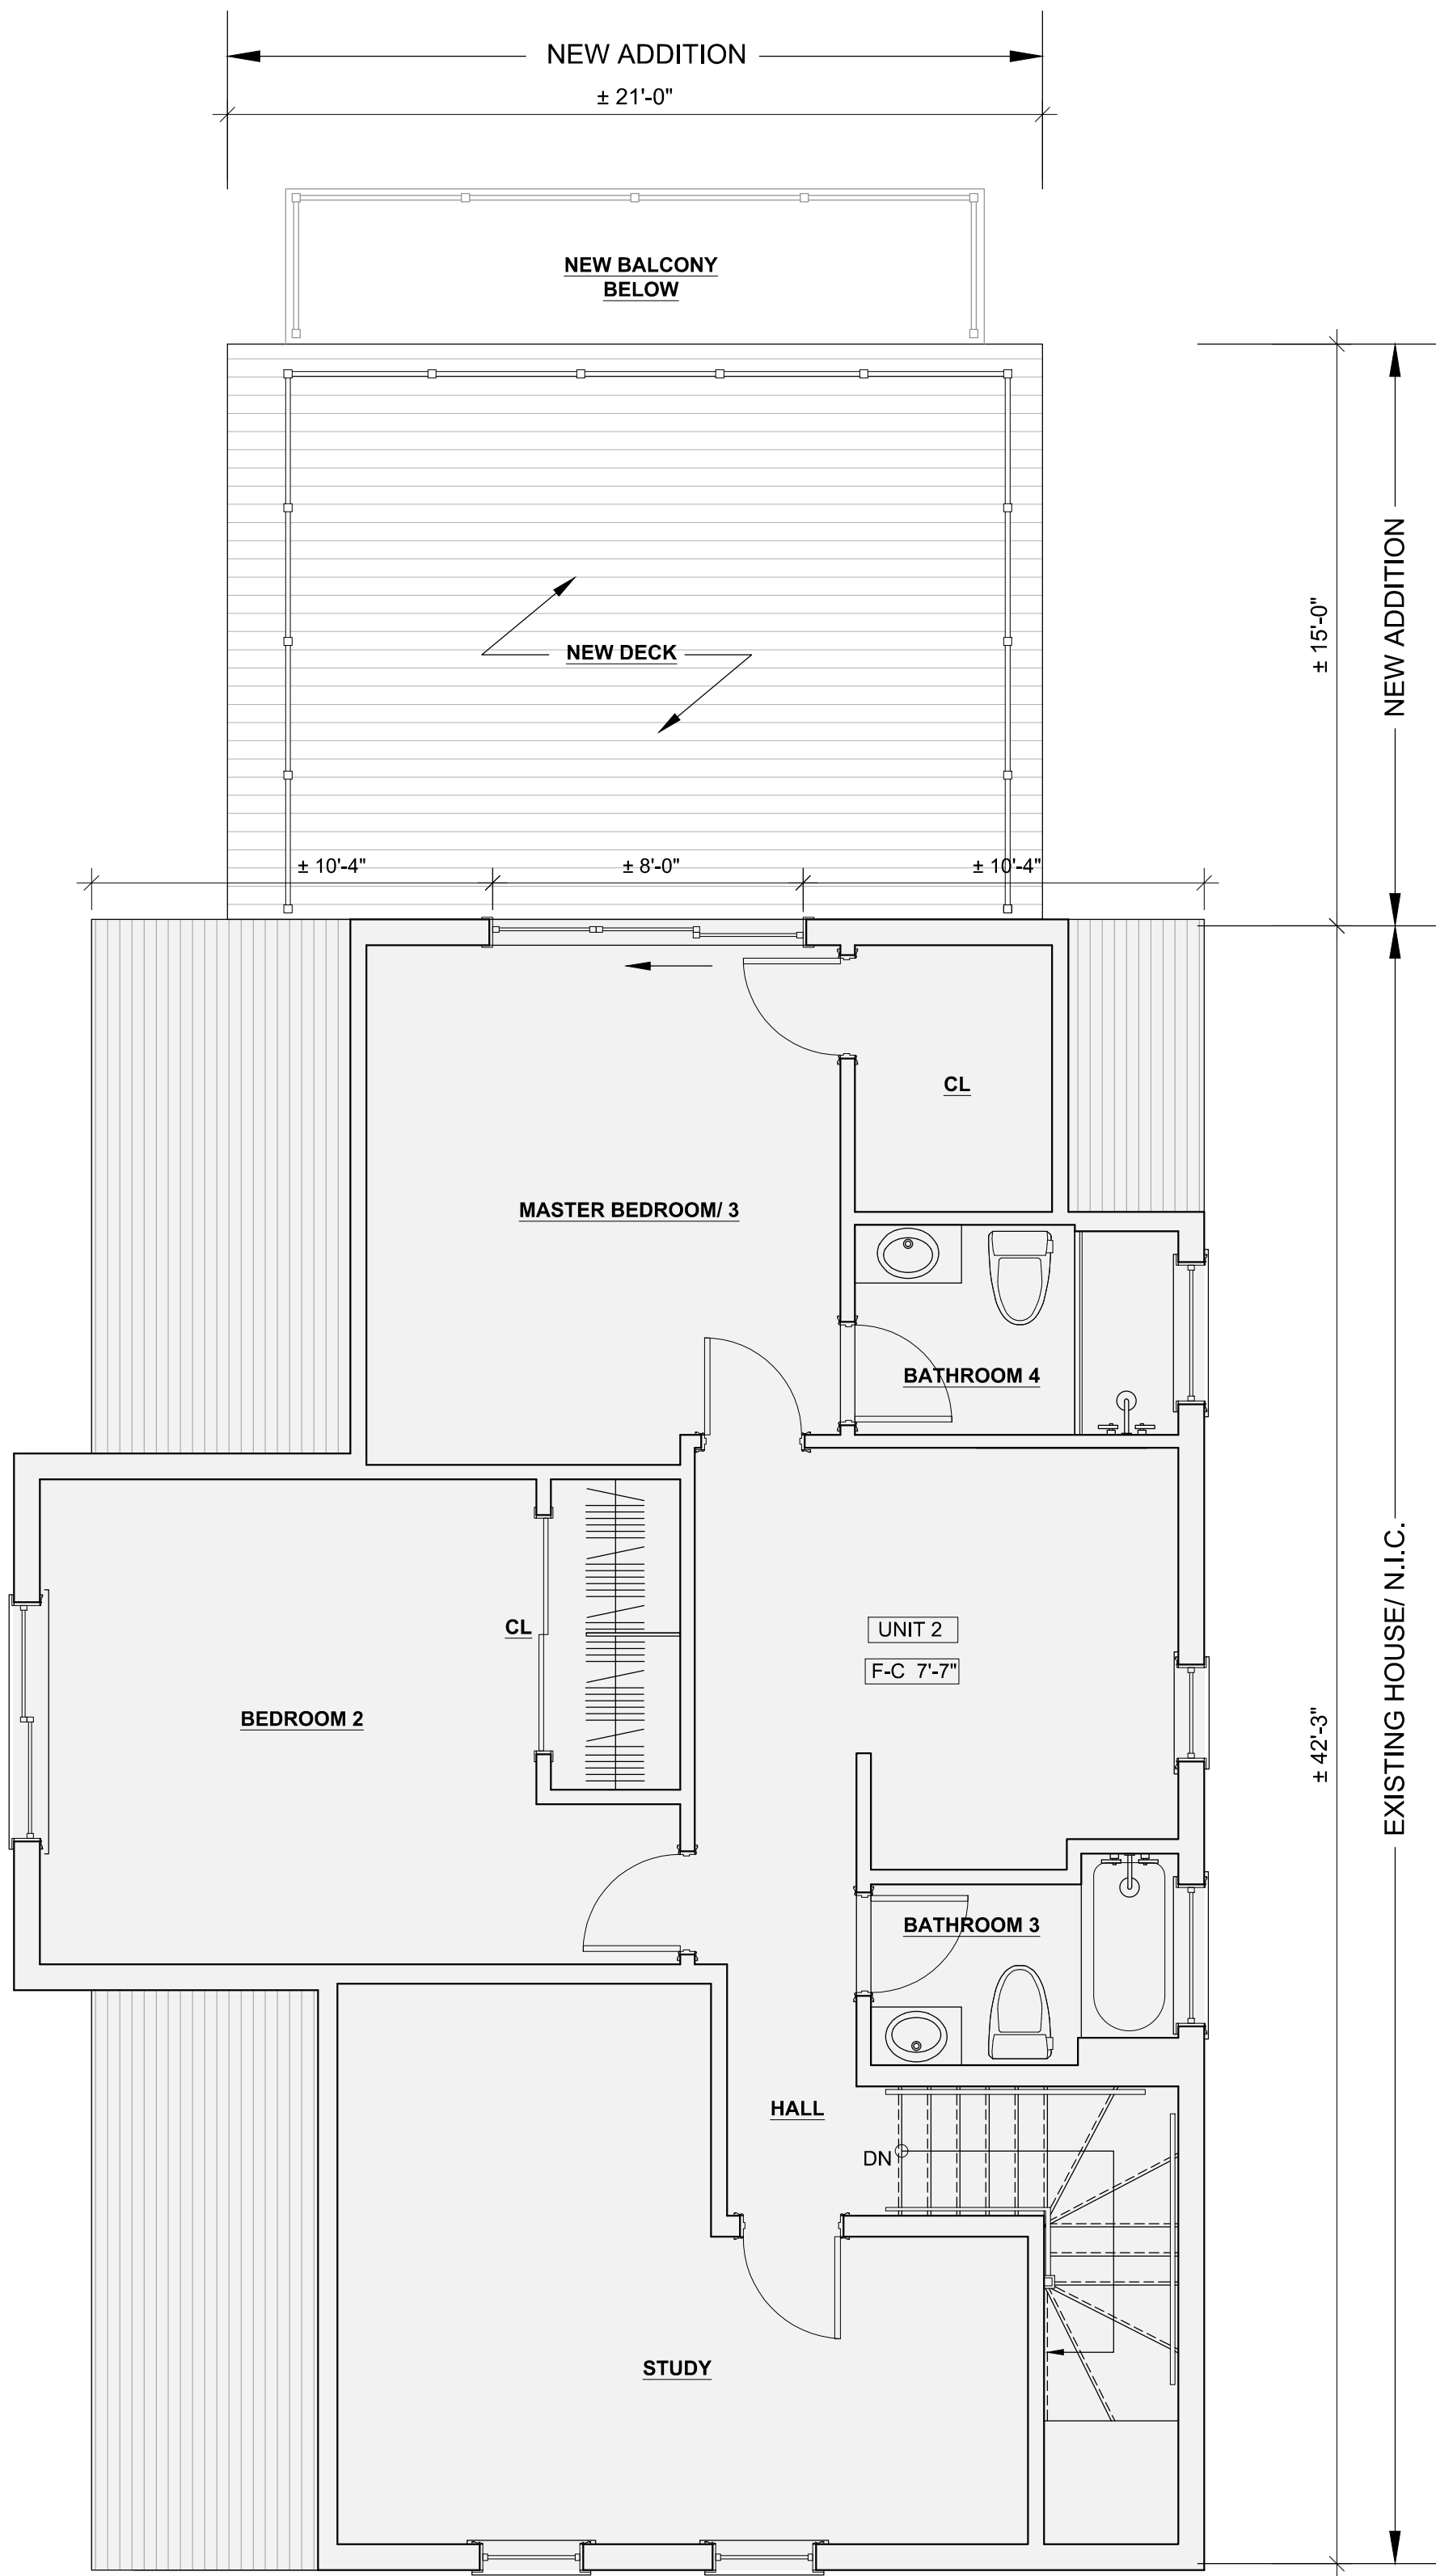 NEW ADDITION
± 21'-0"
NEW BALCONY
BELOW
± 15'-0"
NEW ADDITION
NEW DECK
± 10'-4"
± 8'-0"
± 10'-4"
CL
MASTER BEDROOM/ 3
BATHROOM 4
CL
UNIT 2
F-C 7'-7"
BEDROOM 2
± 42'-3"
EXISTING HOUSE/ N.I.C.
BATHROOM 3
HALL
DN
STUDY